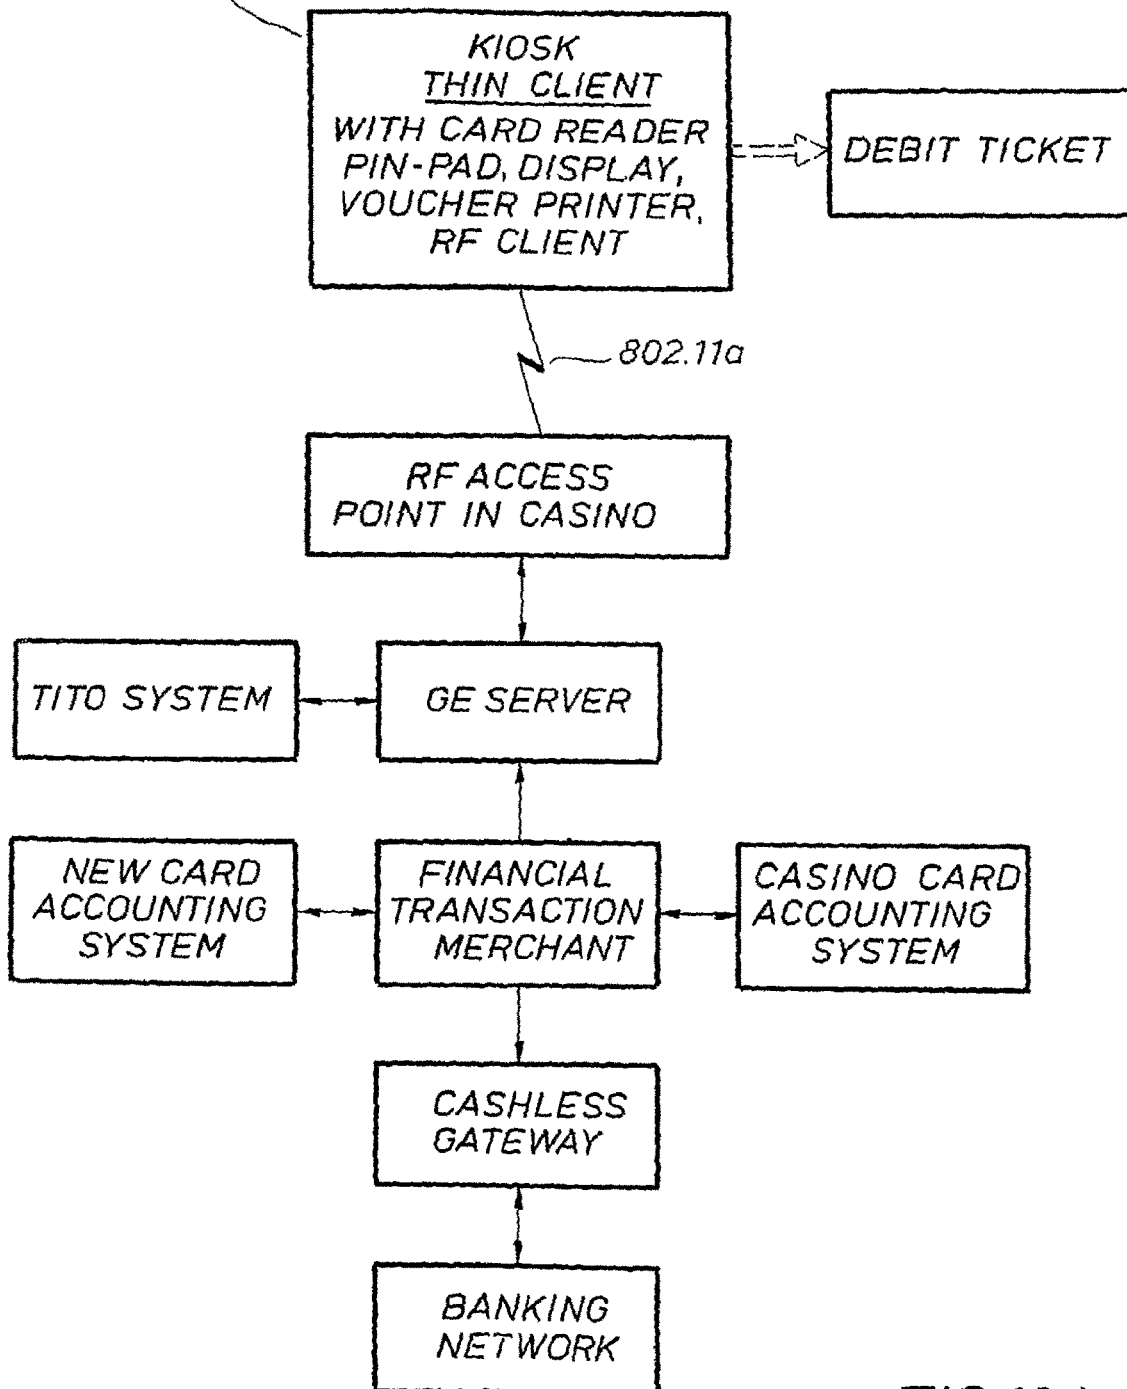 KIOSK
THIN CLIENT
WITH CARD READER
PIN-PAD, DISPLAY,
VOUCHER PRINTER,
RF CLIENT
DEBIT TICKET
802.11a
RF ACCESS
POINT IN CASINO
TITO SYSTEM
GE SERVER
NEW CARD
ACCOUNTING
SYSTEM
FINANCIAL
TRANSACTION
MERCHANT
CASINO CARD
ACCOUNTING
SYSTEM
CASHLESS
GATEWAY
BANKING
NETWORK